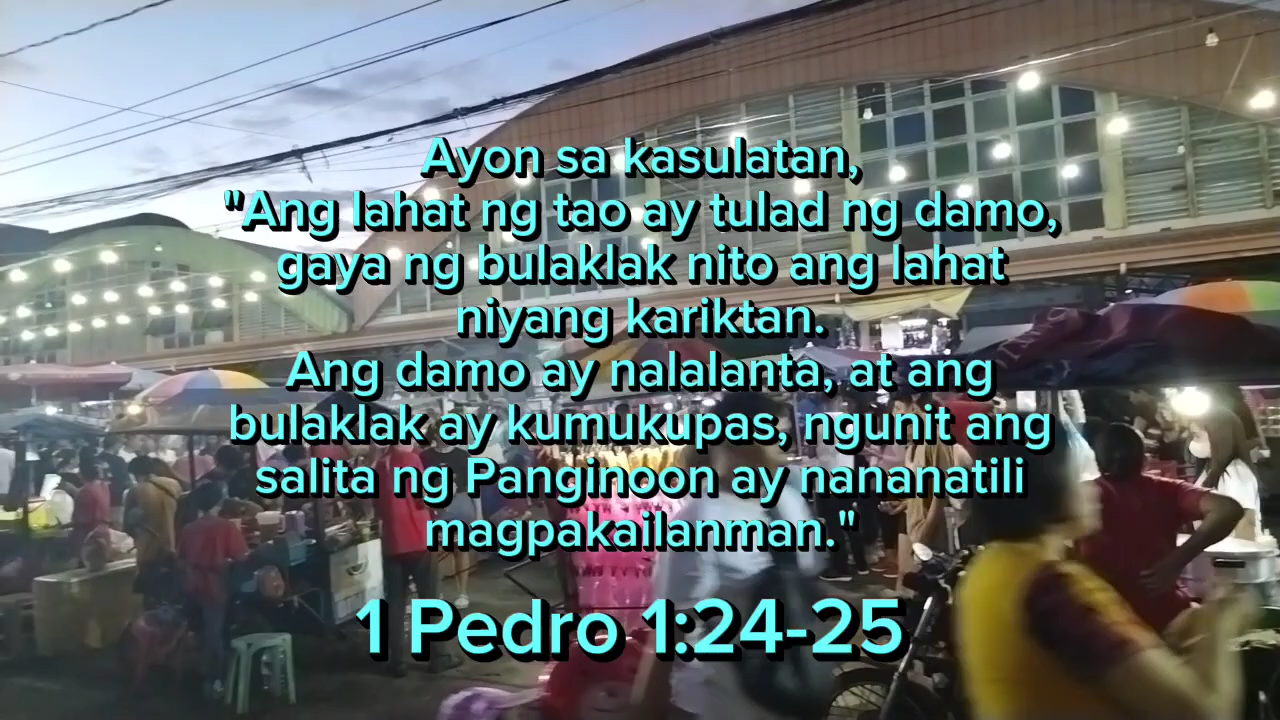 Ayon sa kasulatan,
"Ang lahat ng tao ay tulad ng damo,
gaya ng bulaklak nito ang lahat
niyang kariktan.
Ang damo ay nalalanta, at ang
bulaklak ay kumukupas, ngunit ang
salita ng Panginoon ay nananatili
magpakailanman."
1 Pedro 1:24-25